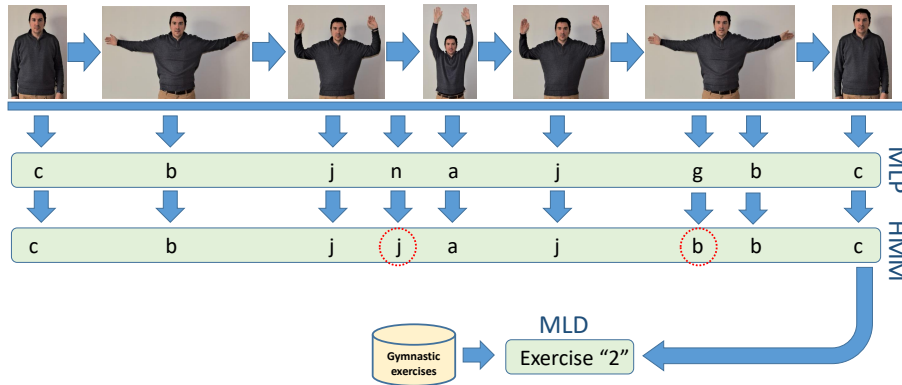 c b j n a j g b c
MLP
c b j j a j b b c
HMM
MLD
Gymnastic
exercises
Exercise “2”